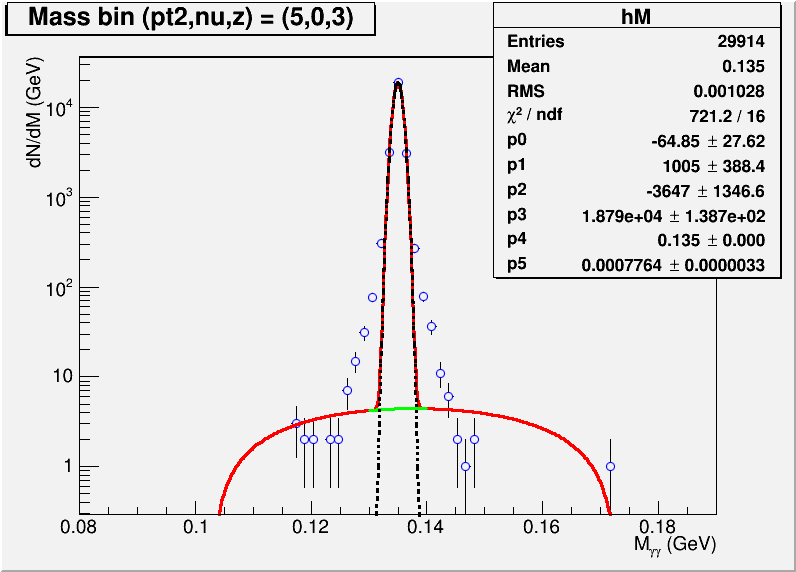 Mass bin (pt2,nu,z) = (5,0,3)
hM
Entries 29914
Mean 0.135
RMS 0.001028
χ² / ndf 721.2 / 16
p0 -64.85 ± 27.62
p1 1005 ± 388.4
p2 -3647 ± 1346.6
p3 1.879e+04 ± 1.387e+02
p4 0.135 ± 0.000
p5 0.0007764 ± 0.0000033
dN/dM (GeV)
10⁴
10³
10²
10
1
0.08 0.1 0.12 0.14 0.16 0.18
Mγγ (GeV)